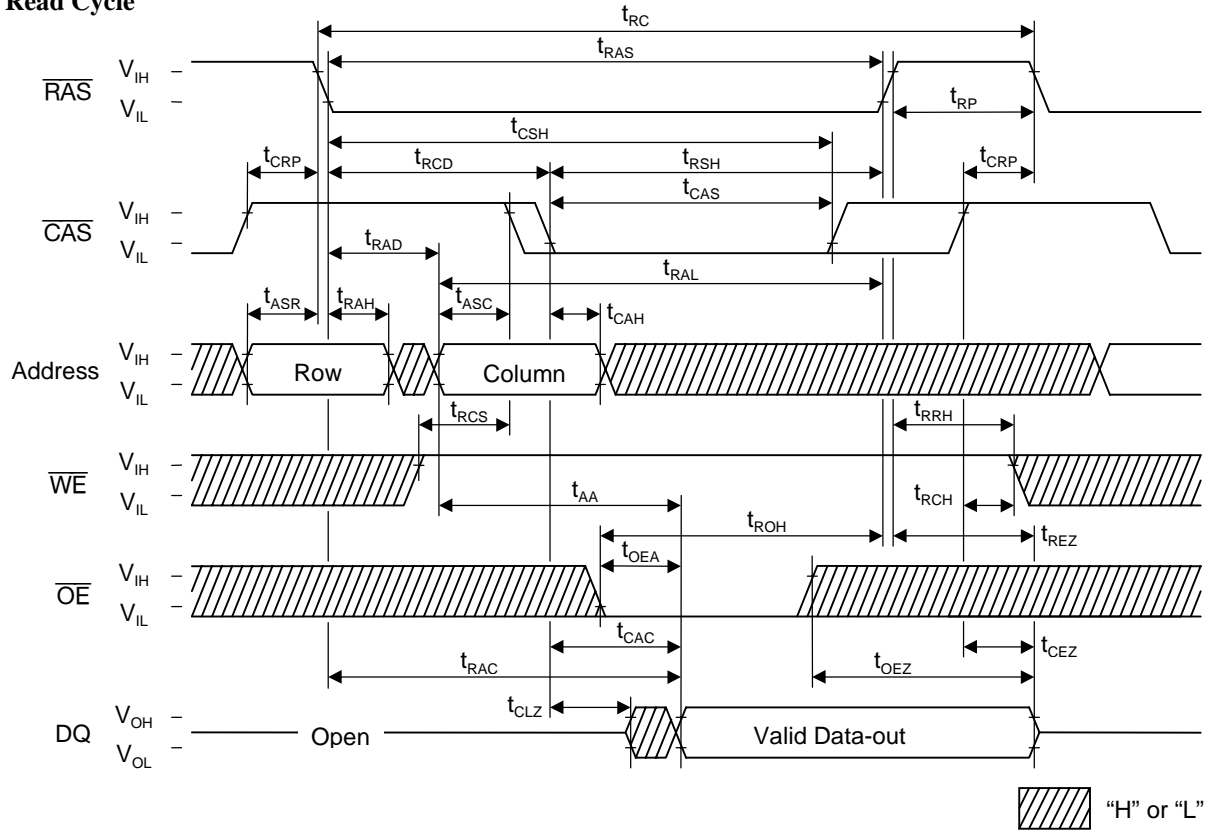 Read Cycle
tRC
tRAS
RAS
VIH
VIL
tRP
tCSH
tCRP
tRCD
tRSH
tCRP
tCAS
CAS
VIH
VIL
tRAD
tRAL
tASR
tRAH
tASC
tCAH
Address
VIH
VIL
Row
Column
tRCS
tRRH
WE
VIH
VIL
tAA
tRCH
tROH
tREZ
tOEA
OE
VIH
VIL
tCAC
tCEZ
tRAC
tOEZ
tCLZ
DQ
VOH
VOL
Open
Valid Data-out
“H” or “L”